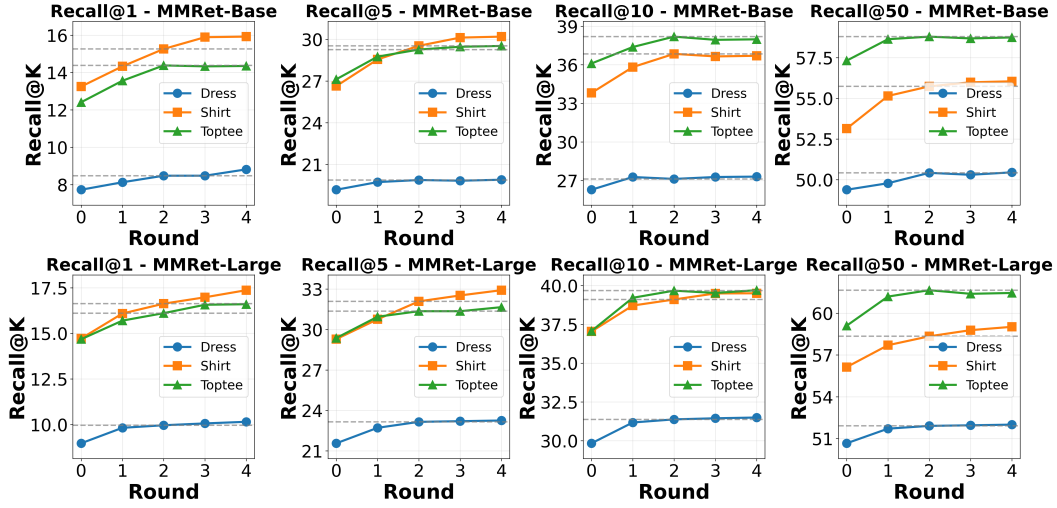 Recall@1 - MMRet-Base
Recall@K
16
14
12
10
8
Dress
Shirt
Toptee
0 1 2 3 4
Round
Recall@5 - MMRet-Base
Recall@K
30
27
24
21
Dress
Shirt
Toptee
0 1 2 3 4
Round
Recall@10 - MMRet-Base
Recall@K
39
36
33
30
27
Dress
Shirt
Toptee
0 1 2 3 4
Round
Recall@50 - MMRet-Base
Recall@K
57.5
55.0
52.5
50.0
Dress
Shirt
Toptee
0 1 2 3 4
Round
Recall@1 - MMRet-Large
Recall@K
17.5
15.0
12.5
10.0
Dress
Shirt
Toptee
0 1 2 3 4
Round
Recall@5 - MMRet-Large
Recall@K
33
30
27
24
21
Dress
Shirt
Toptee
0 1 2 3 4
Round
Recall@10 - MMRet-Large
Recall@K
40.0
37.5
35.0
32.5
30.0
Dress
Shirt
Toptee
0 1 2 3 4
Round
Recall@50 - MMRet-Large
Recall@K
60
57
54
51
Dress
Shirt
Toptee
0 1 2 3 4
Round